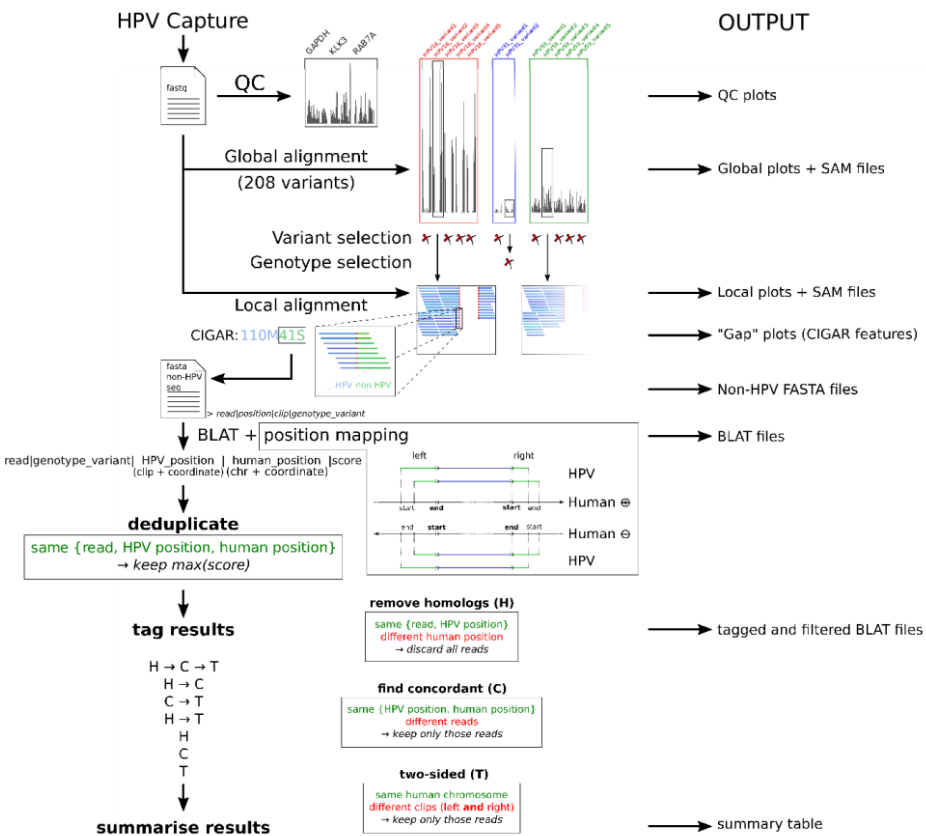 HPV Capture
OUTPUT
GAPDH
KLK3
RAB7A
HPV16_variant1
HPV16_variant2
HPV16_variant3
HPV16_variant4
HPV16_variant5
fastq
QC
QC plots
Global alignment
(208 variants)
Global plots + SAM files
Variant selection
Genotype selection
Local alignment
Local plots + SAM files
CIGAR: 110M41S
"Gap" plots (CIGAR features)
HPV non-HPV
fasta
non-HPV
seq
Non-HPV FASTA files
> read|position|clip|genotype_variant
BLAT + position mapping
BLAT files
read|genotype_variant| HPV_position | human_position |score
(clip + coordinate) (chr + coordinate)
left
right
HPV
start end start end
Human ⊕
end start end start
Human ⊖
HPV
deduplicate
same {read, HPV position, human position}
→ keep max(score)
tag results
remove homologs (H)
same {read, HPV position}
different human position
→ discard all reads
tagged and filtered BLAT files
H → C → T
H → C
C → T
H → T
H
C
T
find concordant (C)
same {HPV position, human position}
different reads
→ keep only those reads
two-sided (T)
same human chromosome
different clips (left and right)
→ keep only those reads
summarise results
summary table